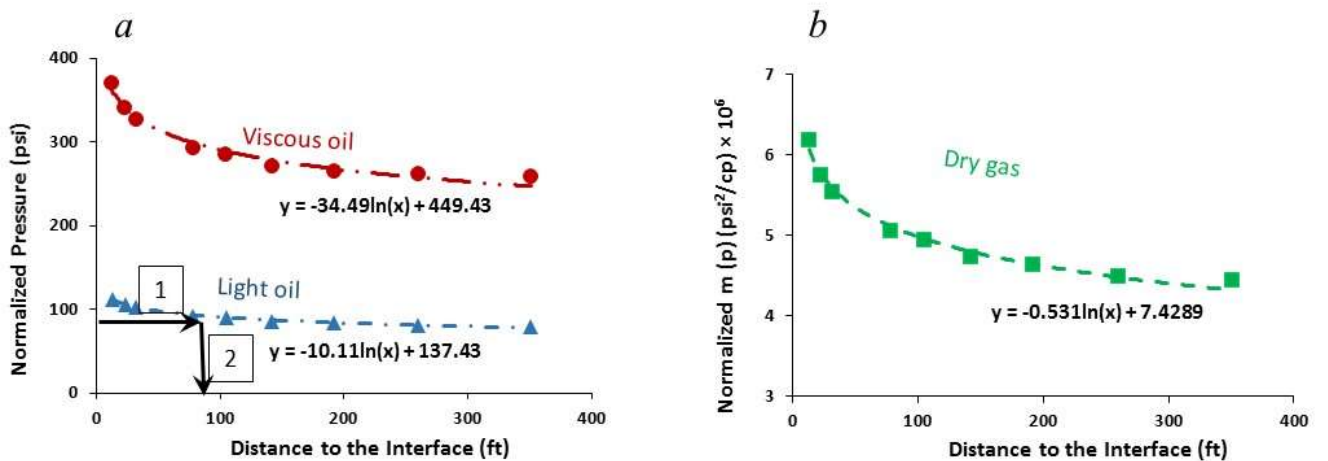 a
400
300
200
100
0
Normalized Pressure (psi)
Viscous oil
y = -34.49ln(x) + 449.43
Light oil
1
2
y = -10.11ln(x) + 137.43
0 100 200 300 400
Distance to the Interface (ft)
b
7
6
5
4
3
Normalized m (p) (psi²/cp) × 10⁶
Dry gas
y = -0.531ln(x) + 7.4289
0 100 200 300 400
Distance to the Interface (ft)